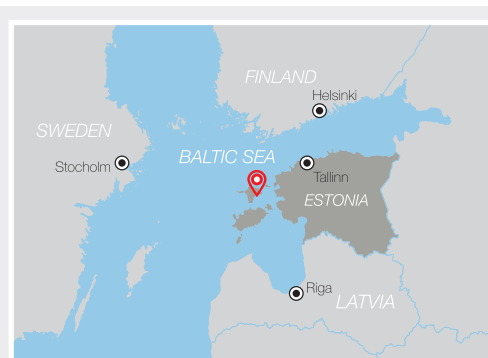 FINLAND
Helsinki
SWEDEN
BALTIC SEA
Stocholm
Tallinn
ESTONIA
Riga
LATVIA